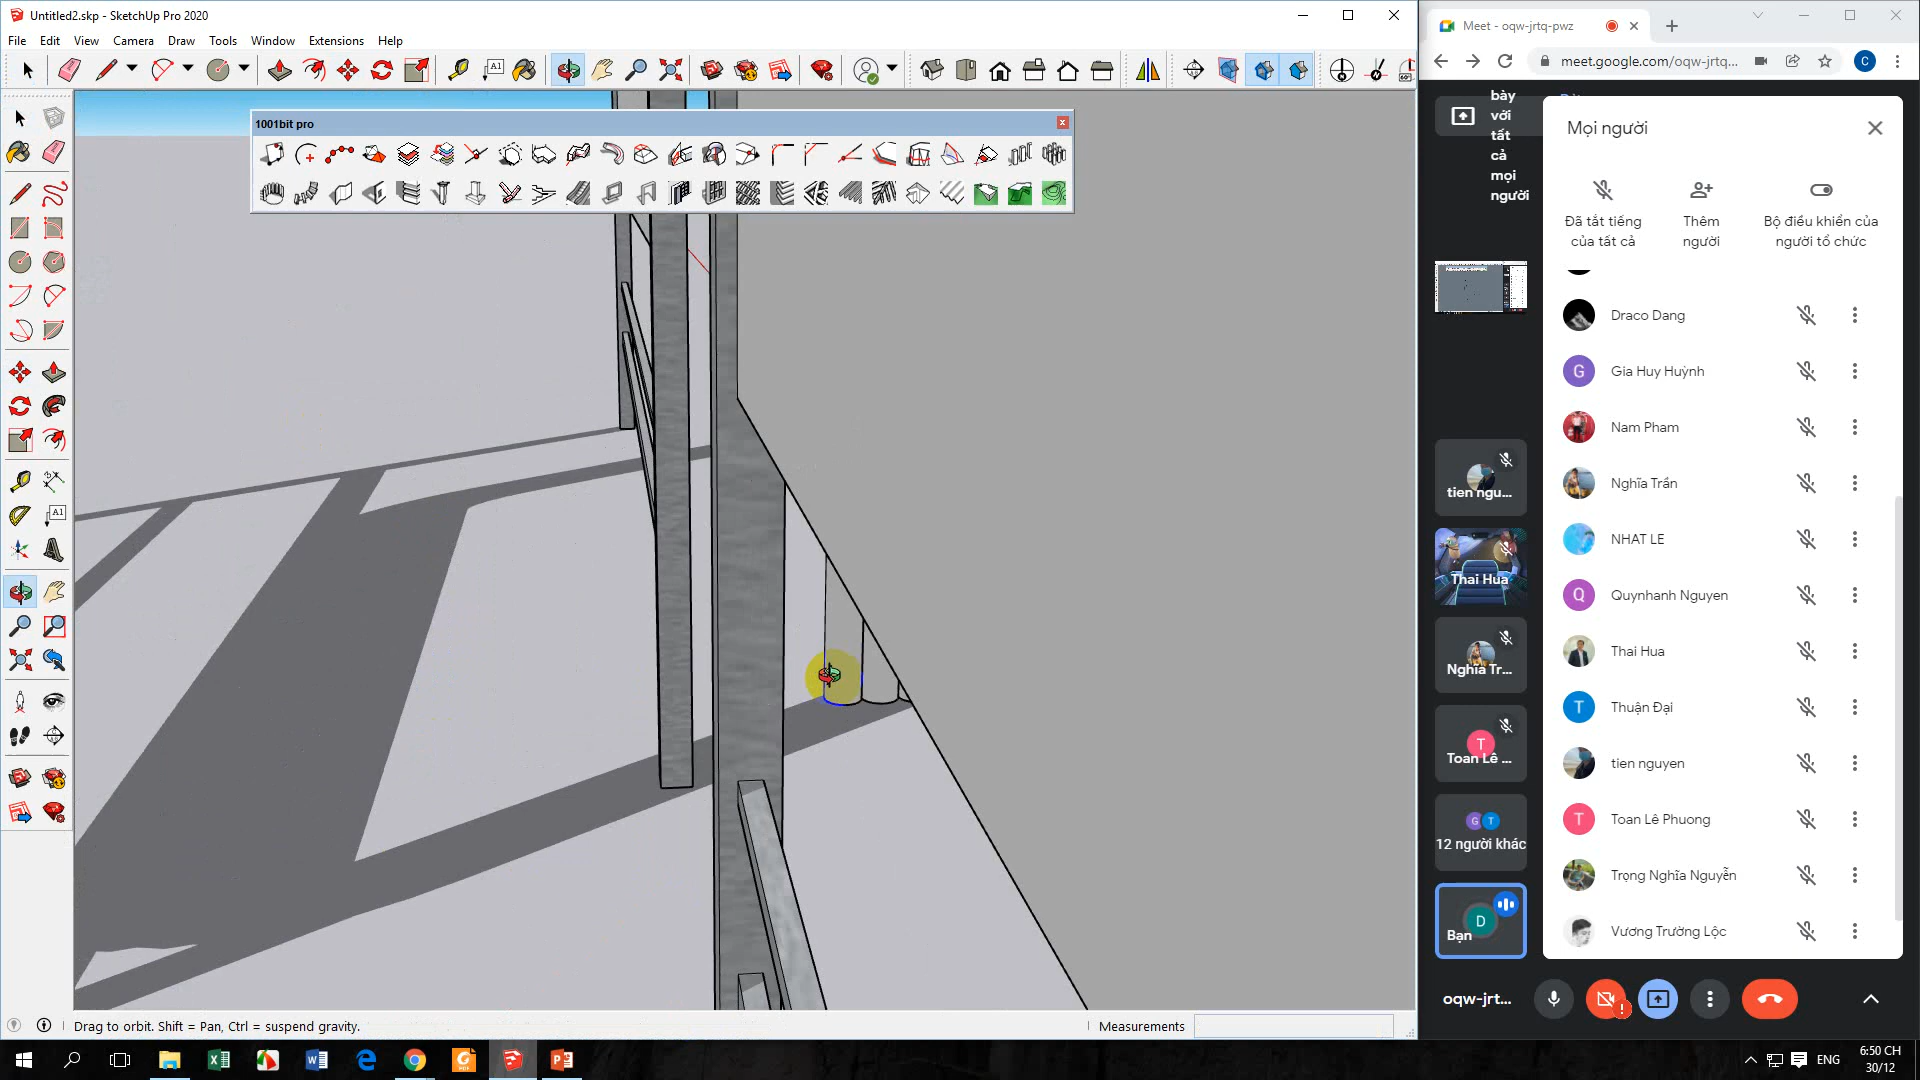 Untitled2.skp - SketchUp Pro 2020
File Edit View Camera Draw Tools Window Extensions Help
1001bit pro
Drag to orbit. Shift = Pan, Ctrl = suspend gravity.
Measurements
Meet - oqw-jrtq-pwz
meet.google.com/oqw-jrtq...
C
bày
với
tất
cả
mọi
người
Mọi người
Đã tắt tiếng
của tất cả
Thêm
người
Bộ điều khiển của
người tổ chức
Draco Dang
G
Gia Huy Huỳnh
Nam Pham
Nghĩa Trần
NHAT LE
Q
Quynhanh Nguyen
Thai Hua
T
Thuận Đại
tien nguyen
T
Toan Lê Phuong
Trọng Nghĩa Nguyễn
Vương Trường Lộc
tien ngu...
Thai Hua
Nghĩa Tr...
T
Toan Lê ...
G T
12 người khác
D
Bạn
oqw-jrt...
ENG
6:50 CH
30/12